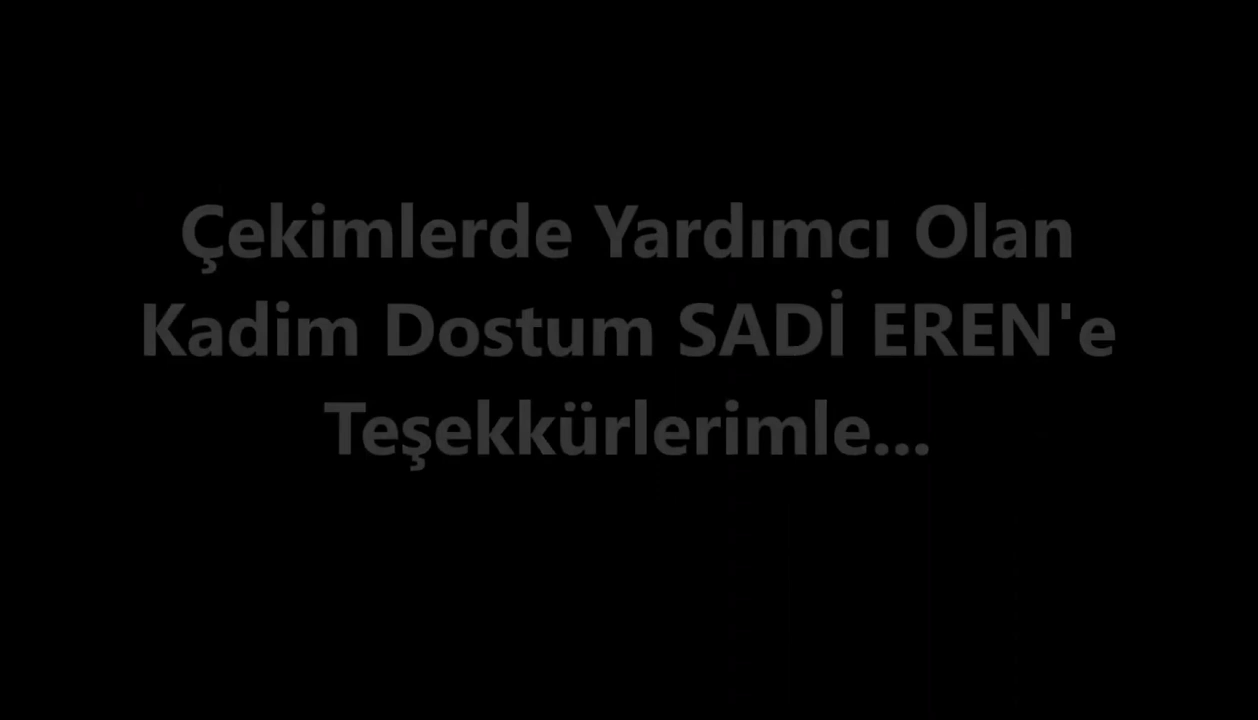 Çekimlerde Yardımcı Olan
Kadim Dostum SADİ EREN'e
Teşekkürlerimle...